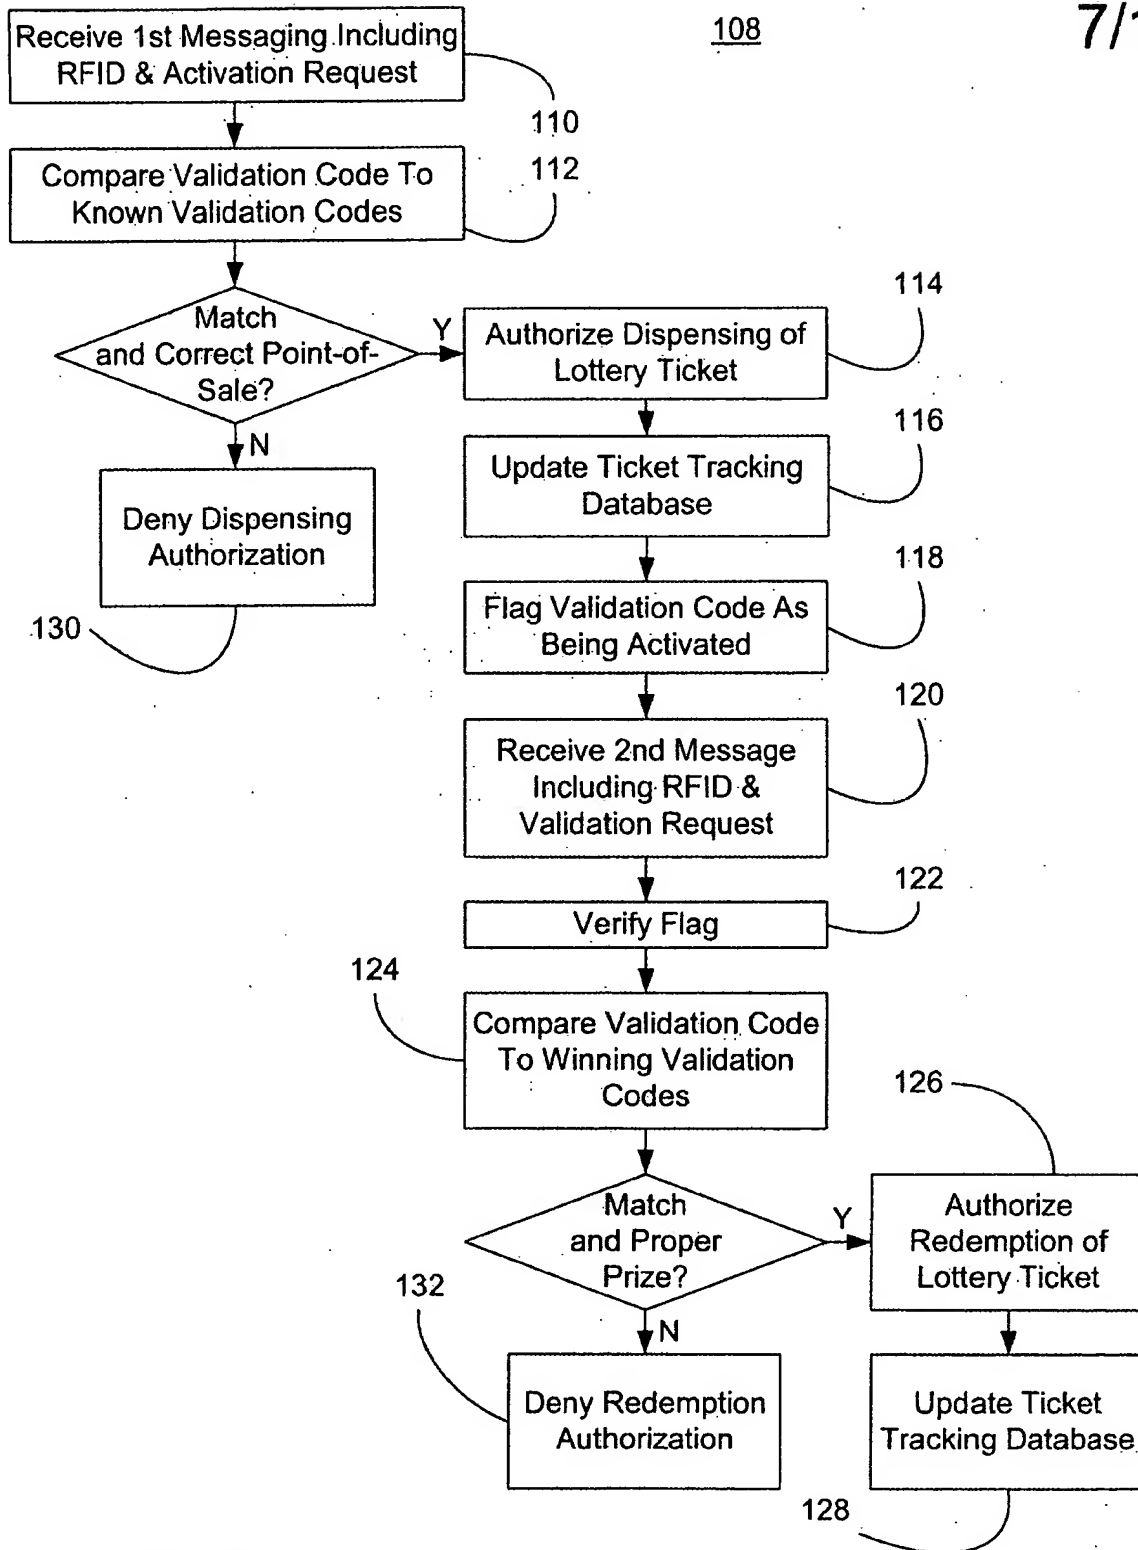 108
7/1
Receive 1st Messaging Including
RFID & Activation Request
110
Compare Validation Code To
Known Validation Codes
112
Match
and Correct Point-of-
Sale?
Y
N
Authorize Dispensing of
Lottery Ticket
114
Update Ticket Tracking
Database
116
Deny Dispensing
Authorization
130
Flag Validation Code As
Being Activated
118
Receive 2nd Message
Including RFID &
Validation Request
120
Verify Flag
122
Compare Validation Code
To Winning Validation
Codes
124
Match
and Proper
Prize?
Y
N
Authorize
Redemption of
Lottery Ticket
126
Deny Redemption
Authorization
132
Update Ticket
Tracking Database
128